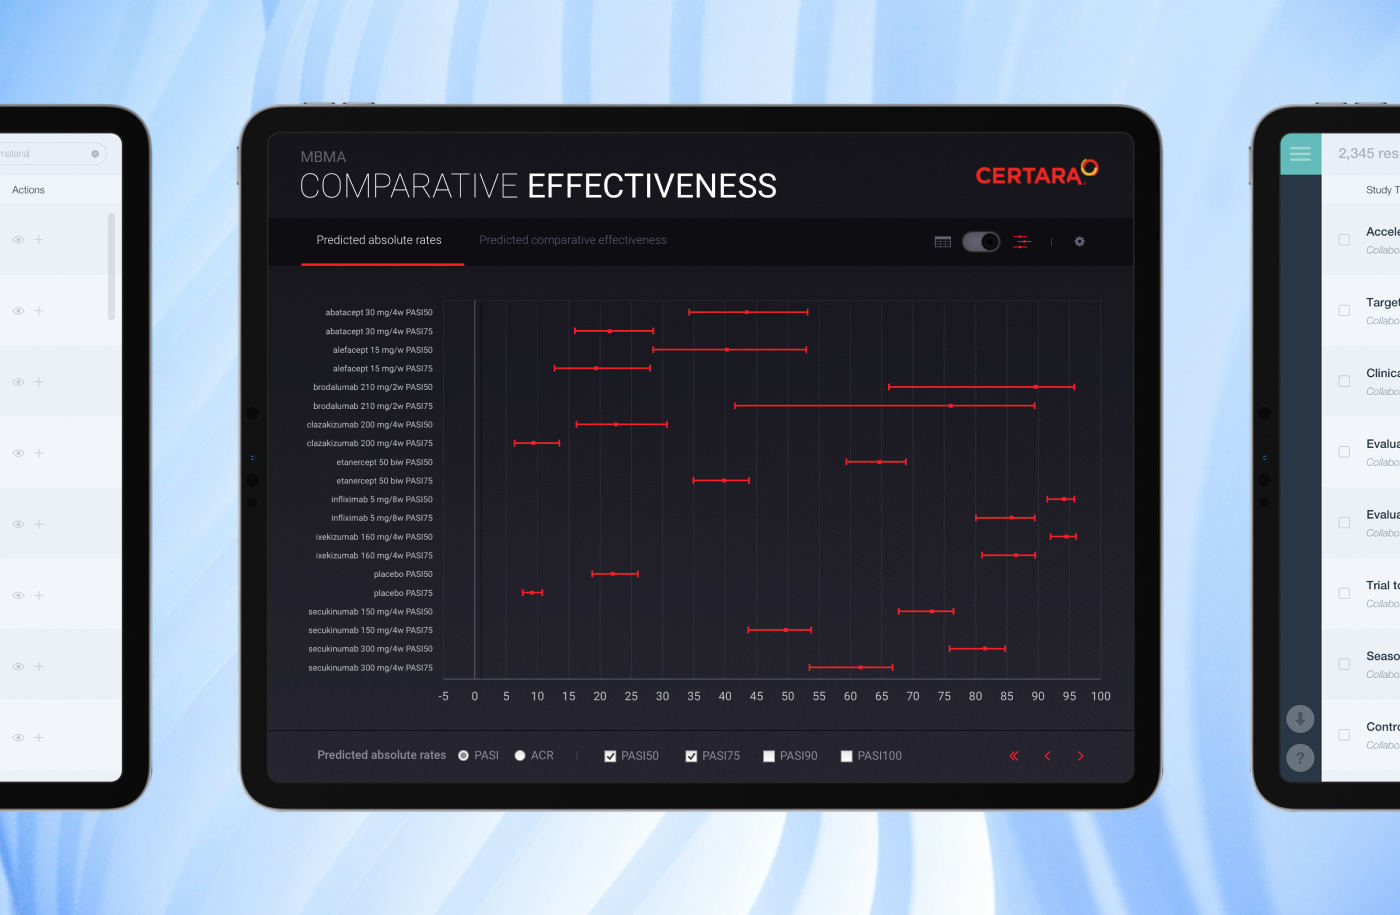 malaria
Actions
MBMA
COMPARATIVE EFFECTIVENESS
CERTARA
Predicted absolute rates
Predicted comparative effectiveness
abatacept 30 mg/4w PASI50
abatacept 30 mg/4w PASI75
alefacept 15 mg/w PASI50
alefacept 15 mg/w PASI75
brodalumab 210 mg/2w PASI50
brodalumab 210 mg/2w PASI75
clazakizumab 200 mg/4w PASI50
clazakizumab 200 mg/4w PASI75
etanercept 50 biw PASI50
etanercept 50 biw PASI75
infliximab 5 mg/8w PASI50
infliximab 5 mg/8w PASI75
ixekizumab 160 mg/4w PASI50
ixekizumab 160 mg/4w PASI75
placebo PASI50
placebo PASI75
secukinumab 150 mg/4w PASI50
secukinumab 150 mg/4w PASI75
secukinumab 300 mg/4w PASI50
secukinumab 300 mg/4w PASI75
-5 0 5 10 15 20 25 30 35 40 45 50 55 60 65 70 75 80 85 90 95 100
Predicted absolute rates PASI ACR PASI50 PASI75 PASI90 PASI100
2,345 res
Study T
Accele
Collabo
Target
Collabo
Clinica
Collabo
Evalua
Collabo
Evalua
Collabo
Trial to
Collabo
Seaso
Collabo
Contro
Collabo
?